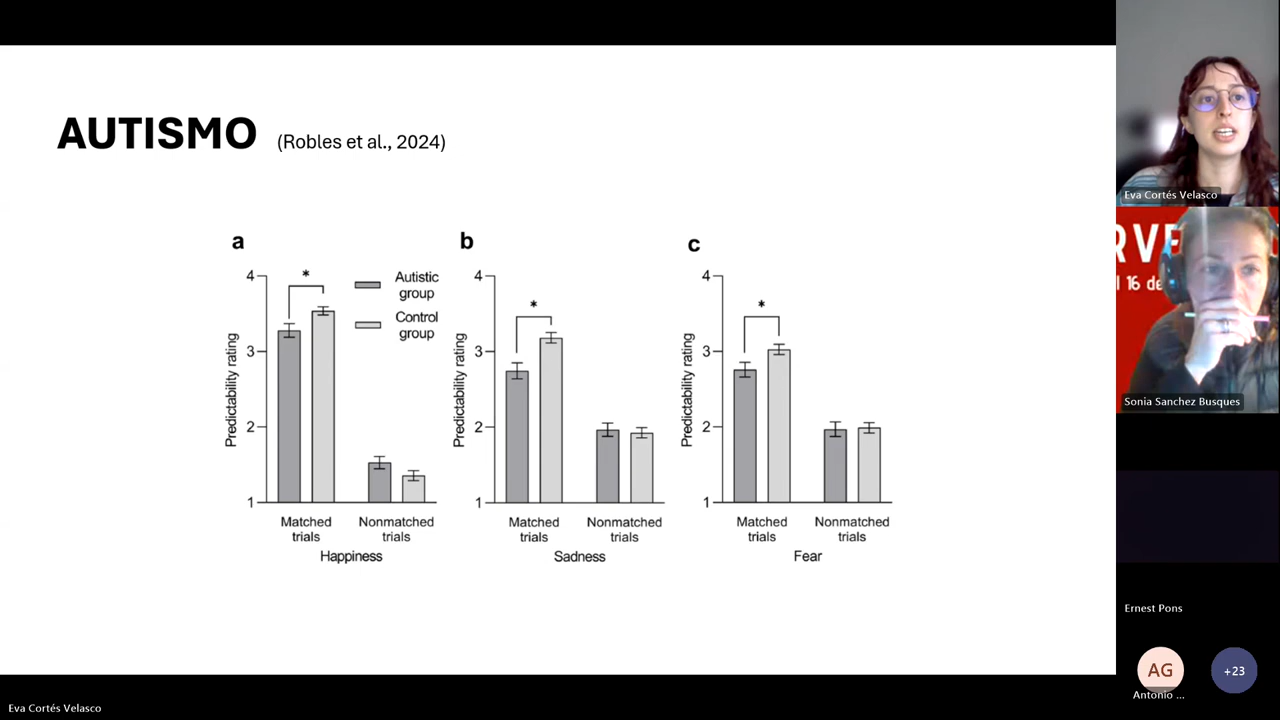 AUTISMO (Robles et al., 2024)
a
4
3
2
1
Predictability rating
*
Autistic
group
Control
group
Matched
trials
Nonmatched
trials
Happiness
b
4
3
2
1
Predictability rating
*
Matched
trials
Nonmatched
trials
Sadness
c
4
3
2
1
Predictability rating
*
Matched
trials
Nonmatched
trials
Fear
Eva Cortés Velasco
RVE
l 16 de
Sonia Sanchez Busques
Ernest Pons
AG
Antonio ...
+23
Eva Cortés Velasco